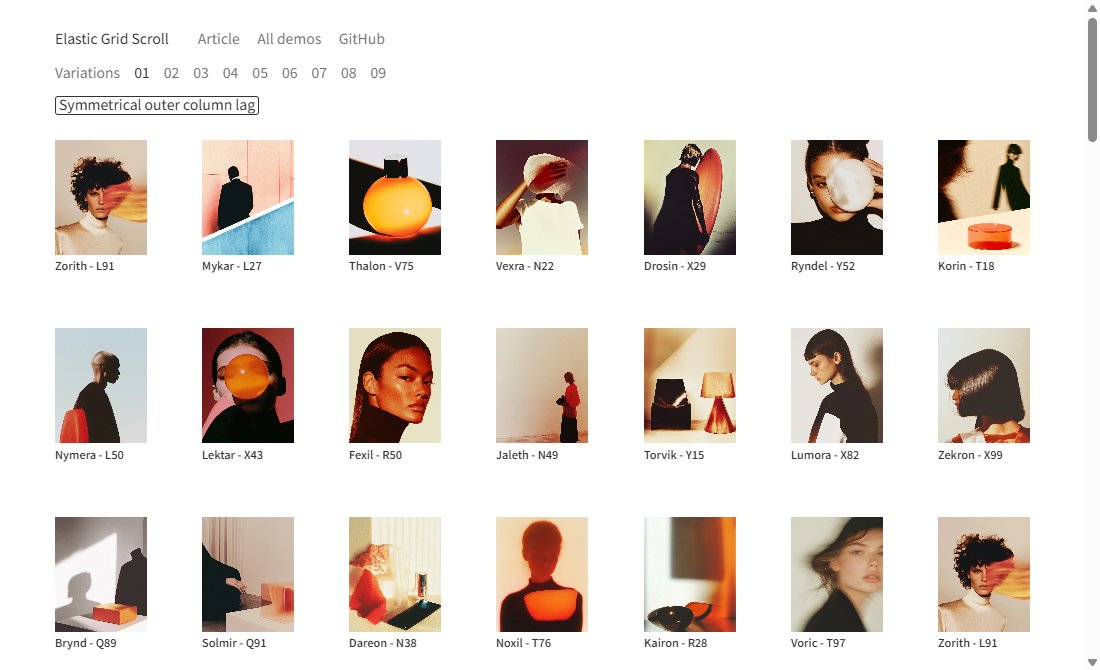 Elastic Grid Scroll Article All demos GitHub
Variations 01 02 03 04 05 06 07 08 09
Symmetrical outer column lag
Zorith - L91 Mykar - L27 Thalon - V75 Vexra - N22 Drosin - X29 Ryndel - Y52 Korin - T18
Nymera - L50 Lektar - X43 Fexil - R50 Jaleth - N49 Torvik - Y15 Lumora - X82 Zekron - X99
Brynd - Q89 Solmir - Q91 Dareon - N38 Noxil - T76 Kairon - R28 Voric - T97 Zorith - L91